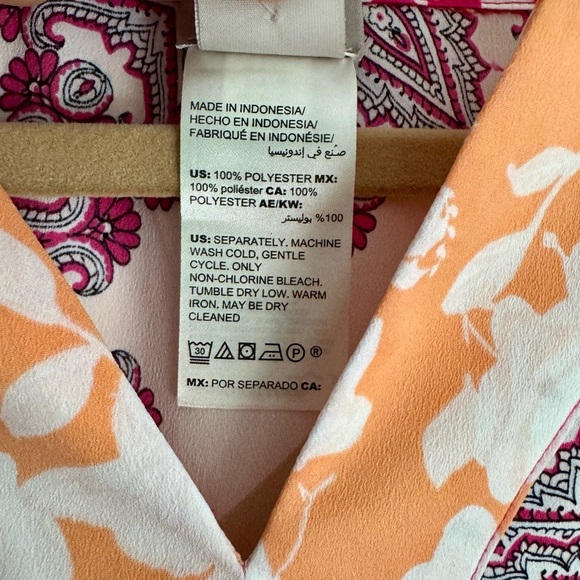 MADE IN INDONESIA/
HECHO EN INDONESIA/
FABRIQUÉ EN INDONÉSIE/
صنع في إندونيسيا
US: 100% POLYESTER MX:
100% poliéster CA: 100%
POLYESTER AE/KW:
100% بوليستر
US: SEPARATELY. MACHINE
WASH COLD, GENTLE
CYCLE. ONLY
NON-CHLORINE BLEACH.
TUMBLE DRY LOW. WARM
IRON. MAY BE DRY
CLEANED
30 P ®
MX: POR SEPARADO CA: